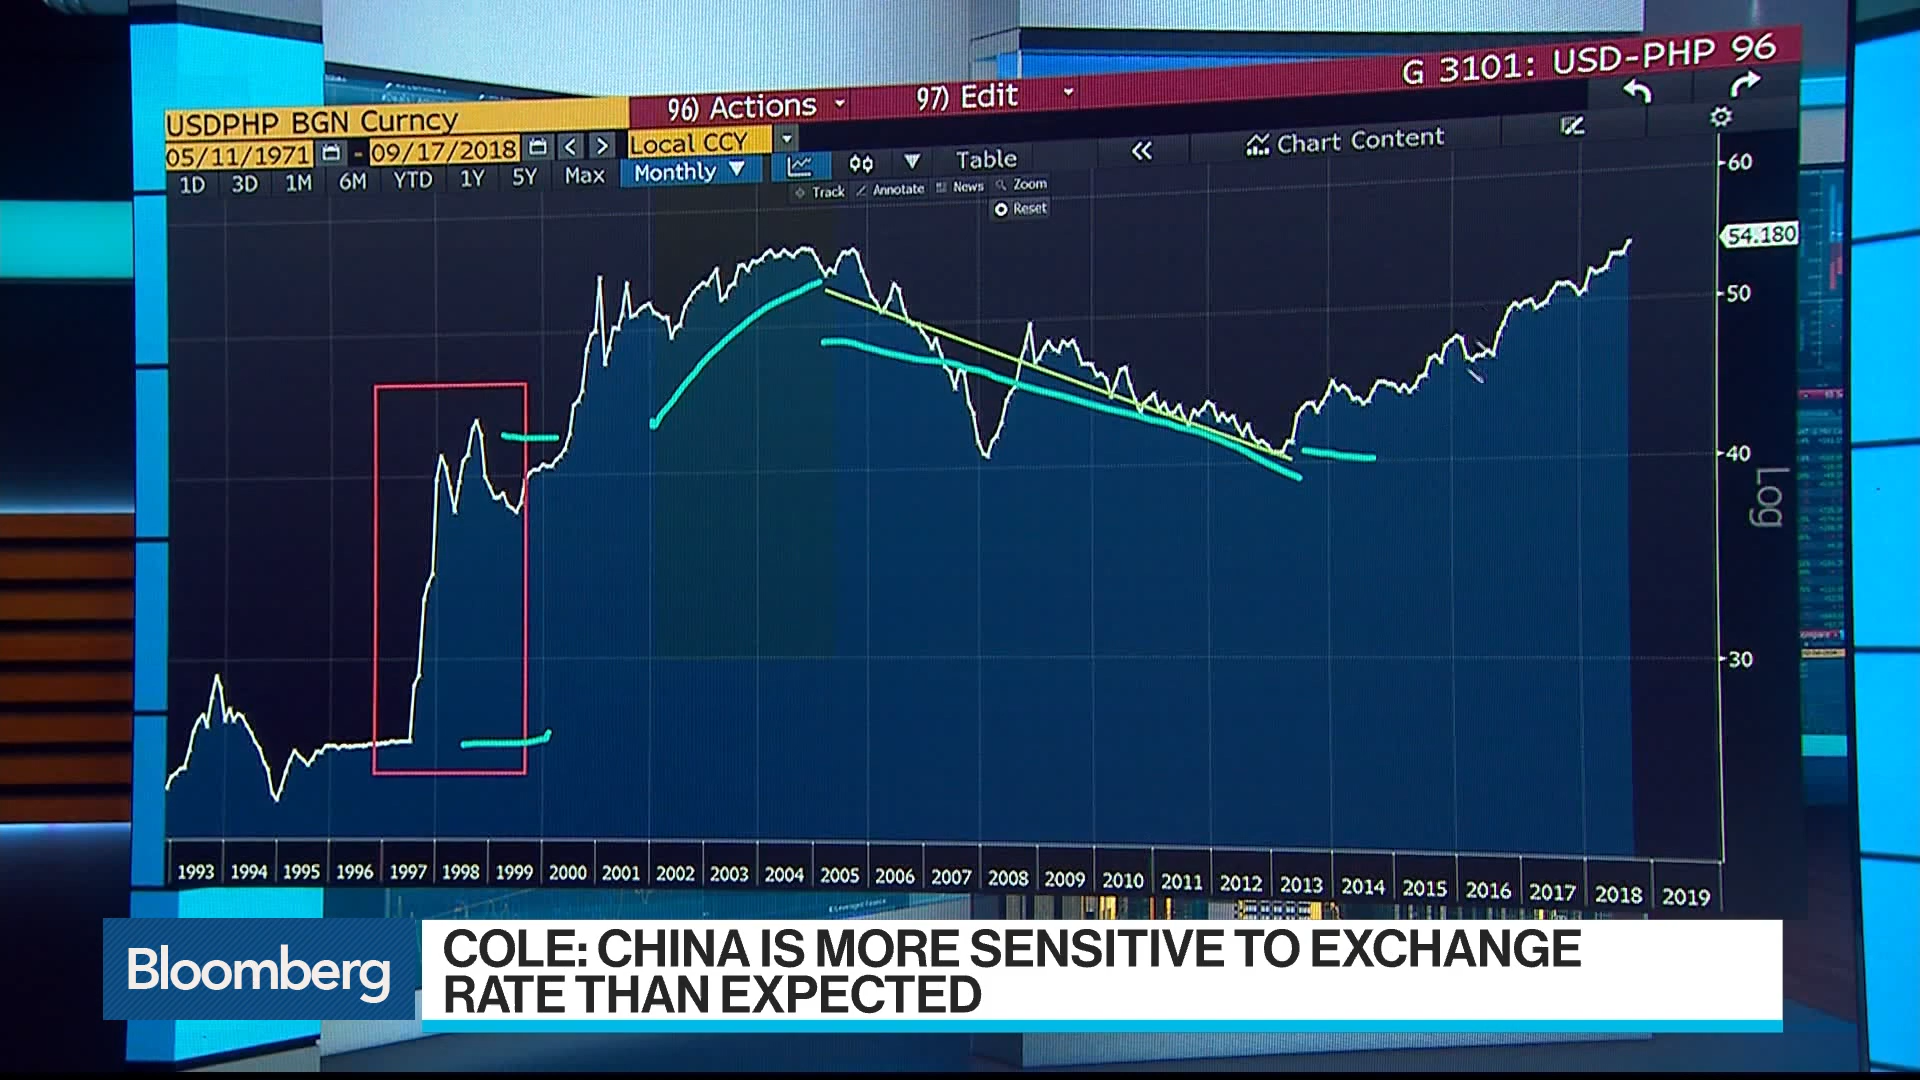 G 3101: USD-PHP 96
96) Actions
97) Edit
USDPHP BGN Curncy
05/11/1971 - 09/17/2018
Local CCY
1D 3D 1M 6M YTD 1Y 5Y Max
Monthly
Table
Chart Content
Track Annotate News Zoom
Reset
60
54.180
50
40
30
Log
1993 1994 1995 1996 1997 1998 1999 2000 2001 2002 2003 2004 2005 2006 2007 2008 2009 2010 2011 2012 2013 2014 2015 2016 2017 2018 2019
Bloomberg
COLE: CHINA IS MORE SENSITIVE TO EXCHANGE
RATE THAN EXPECTED